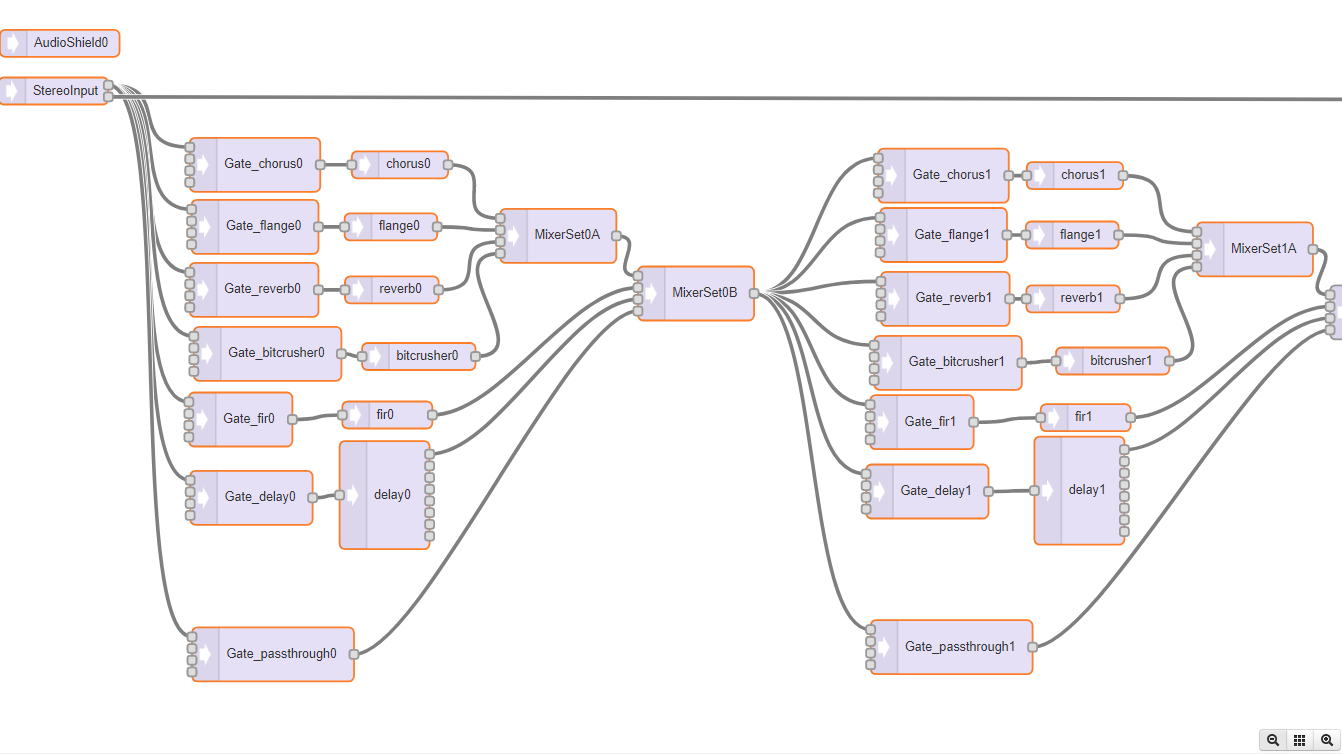 AudioShield0
StereoInput
Gate_chorus0
chorus0
Gate_flange0
flange0
MixerSet0A
Gate_reverb0
reverb0
MixerSet0B
Gate_bitcrusher0
bitcrusher0
Gate_fir0
fir0
Gate_delay0
delay0
Gate_passthrough0
Gate_chorus1
chorus1
Gate_flange1
flange1
MixerSet1A
Gate_reverb1
reverb1
Gate_bitcrusher1
bitcrusher1
Gate_fir1
fir1
Gate_delay1
delay1
Gate_passthrough1